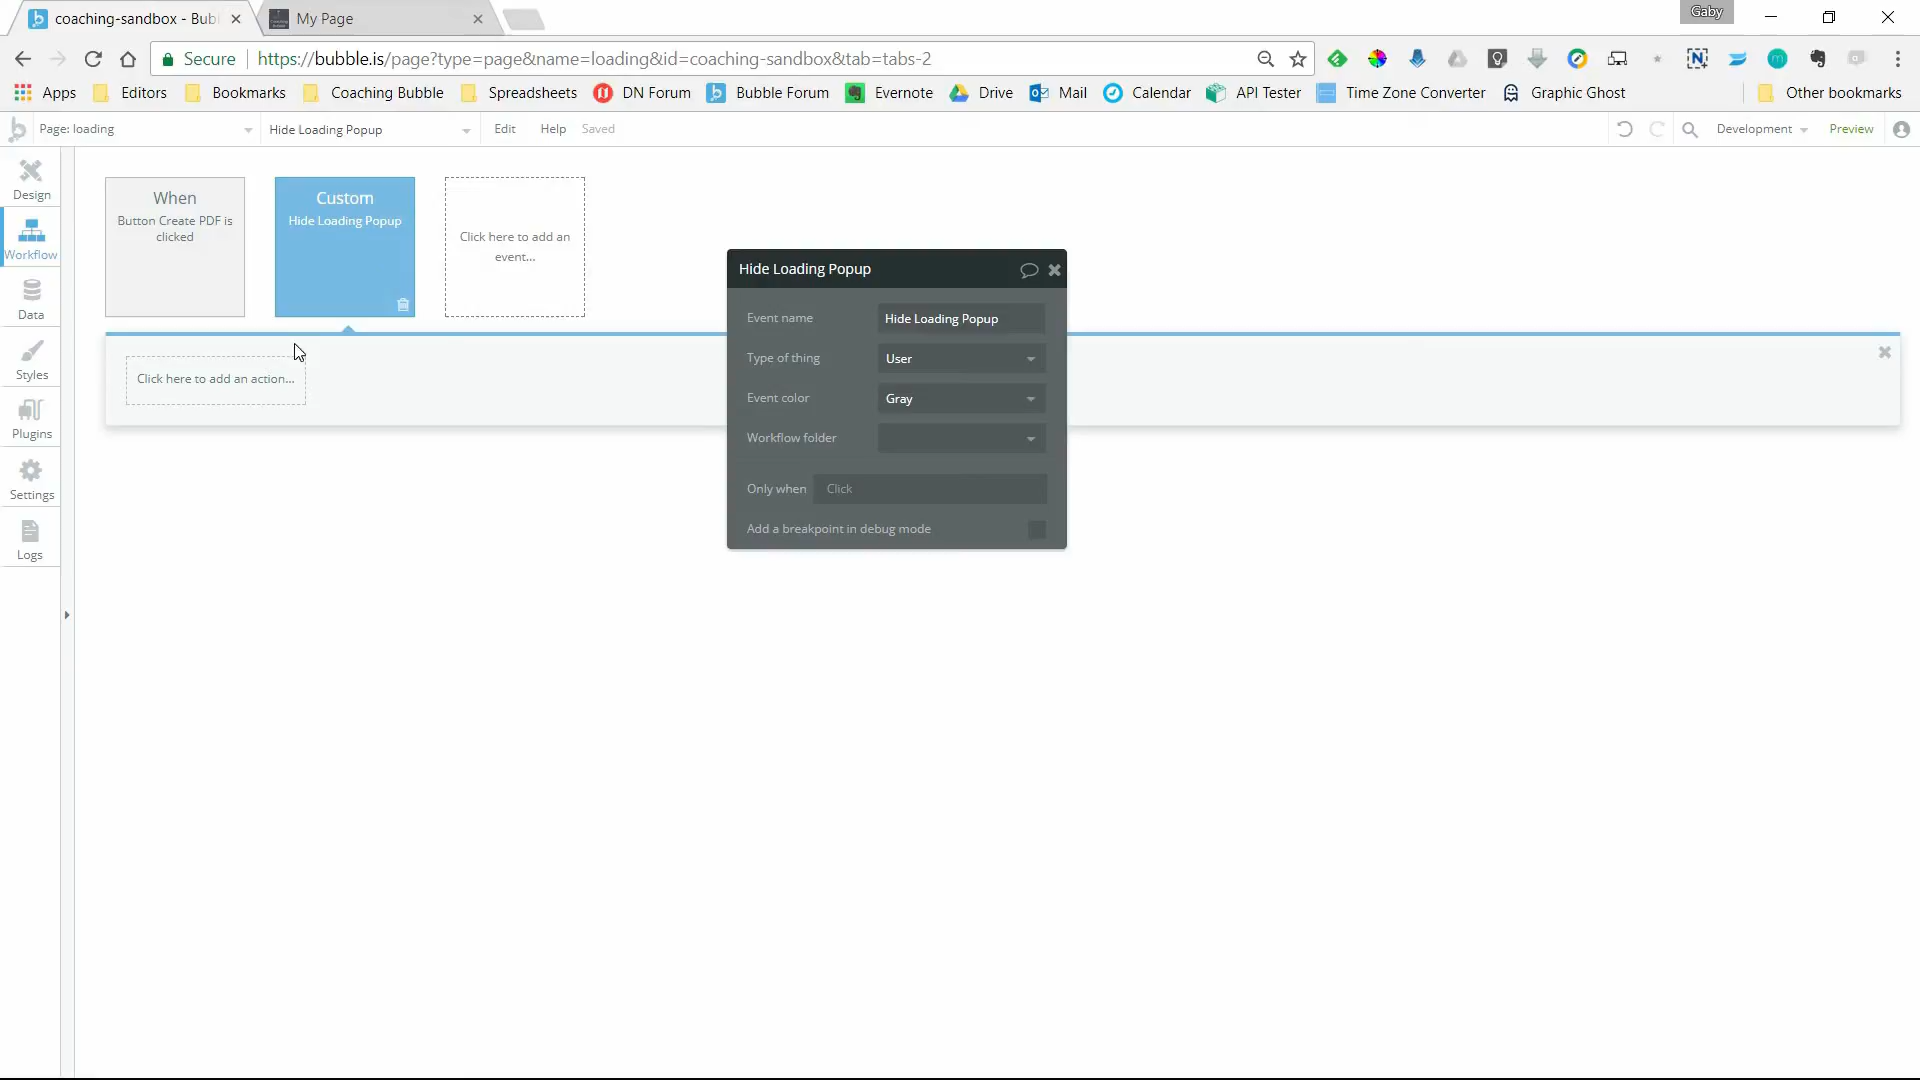 coaching-sandbox - Bub
My Page
Gaby
Secure
https://bubble.is/page?type=page&name=loading&id=coaching-sandbox&tab=tabs-2
Apps
Editors
Bookmarks
Coaching Bubble
Spreadsheets
DN Forum
Bubble Forum
Evernote
Drive
Mail
Calendar
API Tester
Time Zone Converter
Graphic Ghost
Other bookmarks
Page: loading
Hide Loading Popup
Edit
Help
Saved
Development
Preview
Design
Workflow
Data
Styles
Plugins
Settings
Logs
When
Button Create PDF is
clicked
Custom
Hide Loading Popup
Click here to add an
event...
Click here to add an action...
Hide Loading Popup
Event name
Hide Loading Popup
Type of thing
User
Event color
Gray
Workflow folder
Only when
Click
Add a breakpoint in debug mode